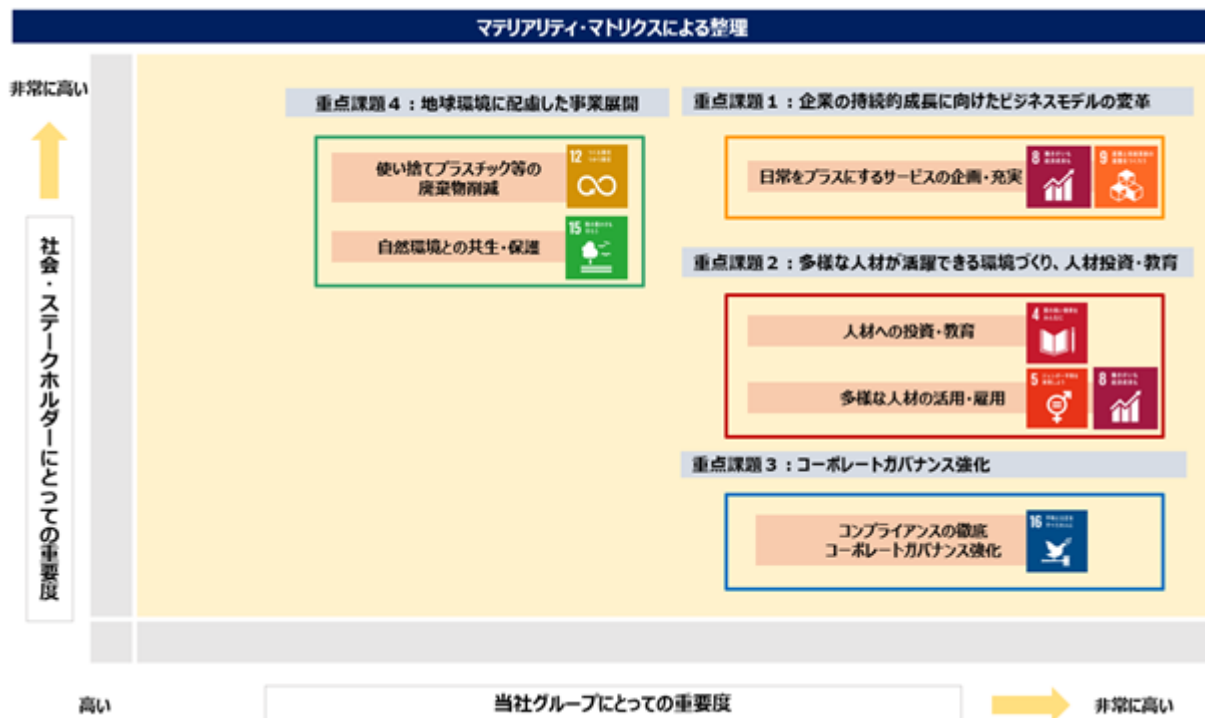 マテリアリティ・マトリクスによる整理
非常に高い
社会・ステークホルダーにとっての重要度
重点課題４：地球環境に配慮した事業展開
使い捨てプラスチック等の
廃棄物削減
12
自然環境との共生・保護
15
重点課題１：企業の持続的成長に向けたビジネスモデルの変革
日常をプラスにするサービスの企画・充実
8
9
重点課題２：多様な人材が活躍できる環境づくり、人材投資・教育
人材への投資・教育
4
多様な人材の活用・雇用
5
8
重点課題３：コーポレートガバナンス強化
コンプライアンスの徹底
コーポレートガバナンス強化
16
高い
当社グループにとっての重要度
非常に高い